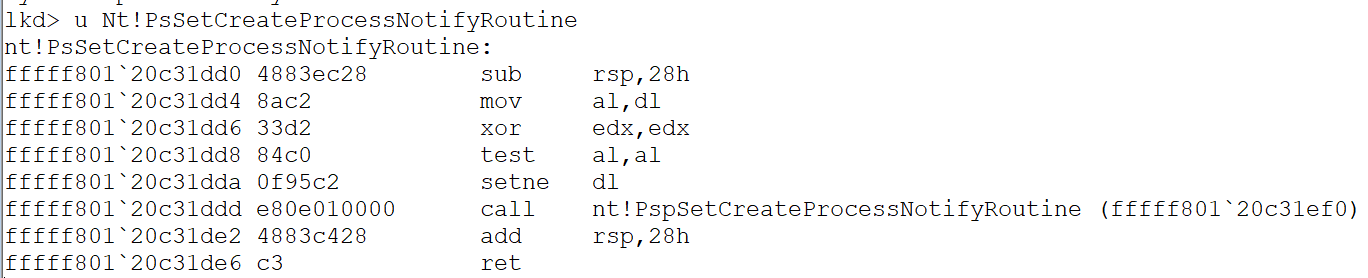 lkd> u Nt!PsSetCreateProcessNotifyRoutine
nt!PsSetCreateProcessNotifyRoutine:
fffff801`20c31dd0 4883ec28        sub     rsp,28h
fffff801`20c31dd4 8ac2            mov     al,dl
fffff801`20c31dd6 33d2            xor     edx,edx
fffff801`20c31dd8 84c0            test    al,al
fffff801`20c31dda 0f95c2          setne   dl
fffff801`20c31ddd e80e010000      call    nt!PspSetCreateProcessNotifyRoutine (fffff801`20c31ef0)
fffff801`20c31de2 4883c428        add     rsp,28h
fffff801`20c31de6 c3              ret